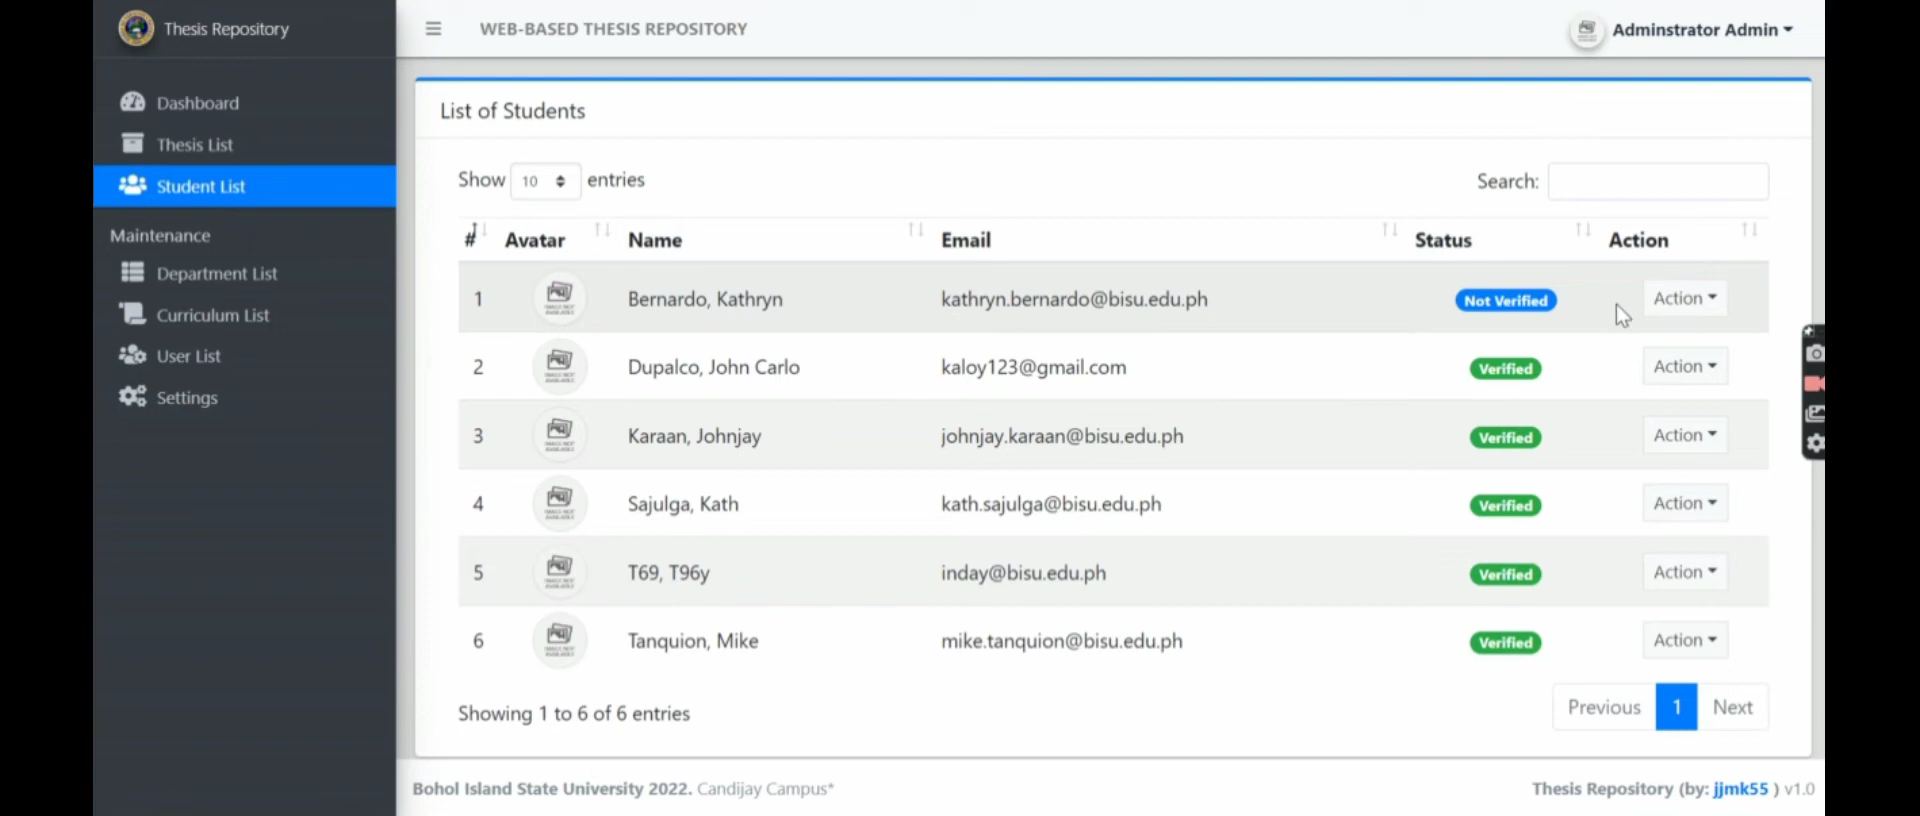 Thesis Repository
WEB-BASED THESIS REPOSITORY
Adminstrator Admin
Dashboard
Thesis List
Student List
Maintenance
Department List
Curriculum List
User List
Settings
List of Students
Show 10 entries
Search:
# Avatar Name Email Status Action
1 Bernardo, Kathryn kathryn.bernardo@bisu.edu.ph Not Verified Action
2 Dupalco, John Carlo kaloy123@gmail.com Verified Action
3 Karaan, Johnjay johnjay.karaan@bisu.edu.ph Verified Action
4 Sajulga, Kath kath.sajulga@bisu.edu.ph Verified Action
5 T69, T96y inday@bisu.edu.ph Verified Action
6 Tanquion, Mike mike.tanquion@bisu.edu.ph Verified Action
Showing 1 to 6 of 6 entries
Previous 1 Next
Bohol Island State University 2022. Candijay Campus*
Thesis Repository (by: jjmk55 ) v1.0